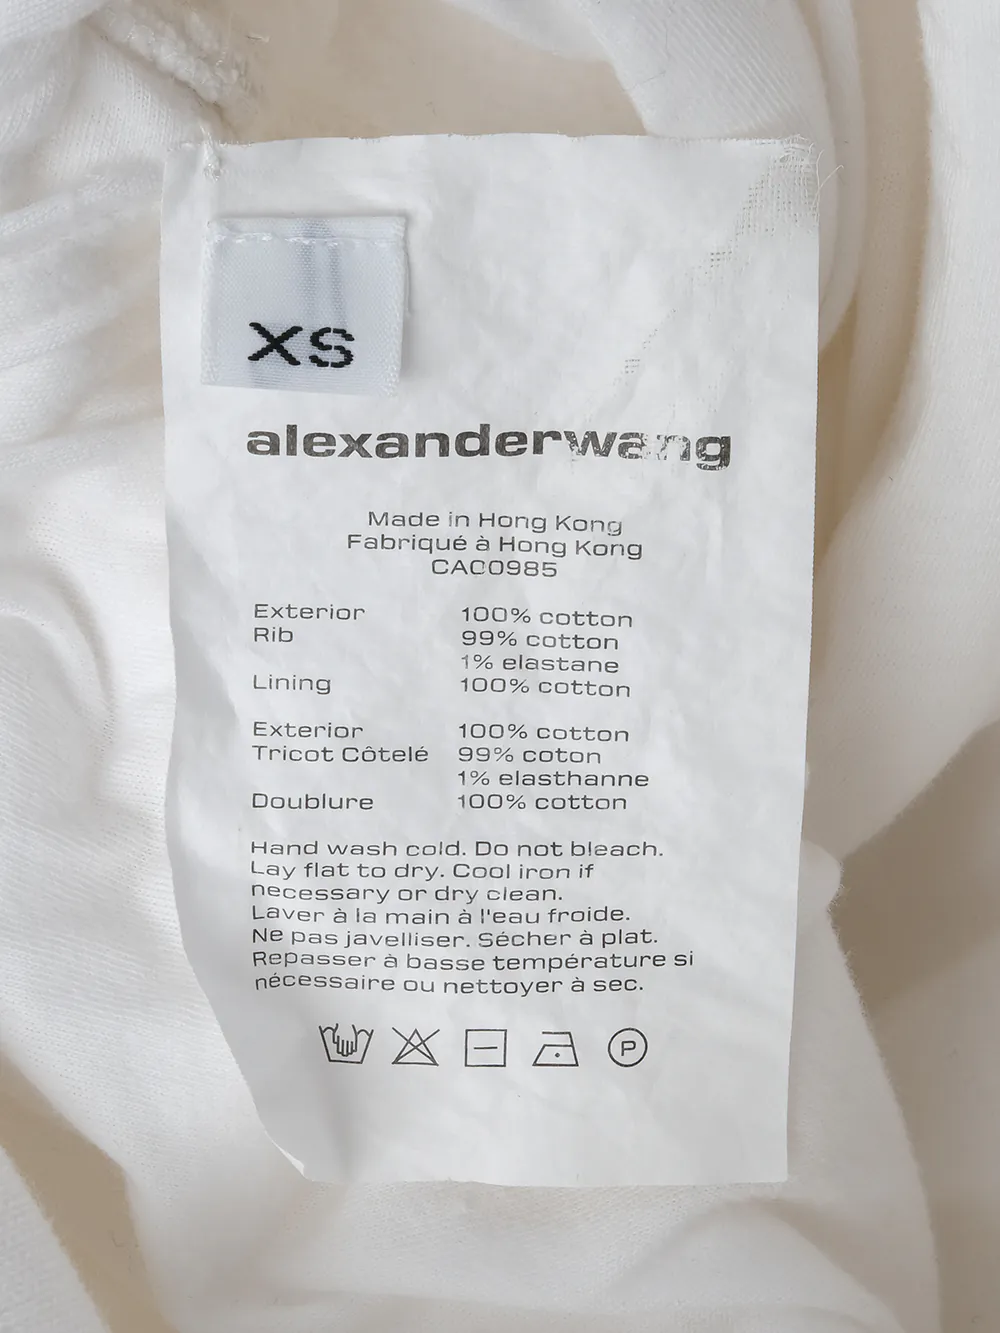 XS
alexanderwang
Made in Hong Kong
Fabriqué à Hong Kong
CAC0985
Exterior 100% cotton
Rib 99% cotton
1% elastane
Lining 100% cotton
Exterior 100% cotton
Tricot Côtelé 99% coton
1% elasthanne
Doublure 100% cotton
Hand wash cold. Do not bleach.
Lay flat to dry. Cool iron if
necessary or dry clean.
Laver à la main à l'eau froide.
Ne pas javelliser. Sécher à plat.
Repasser à basse température si
nécessaire ou nettoyer à sec.
P